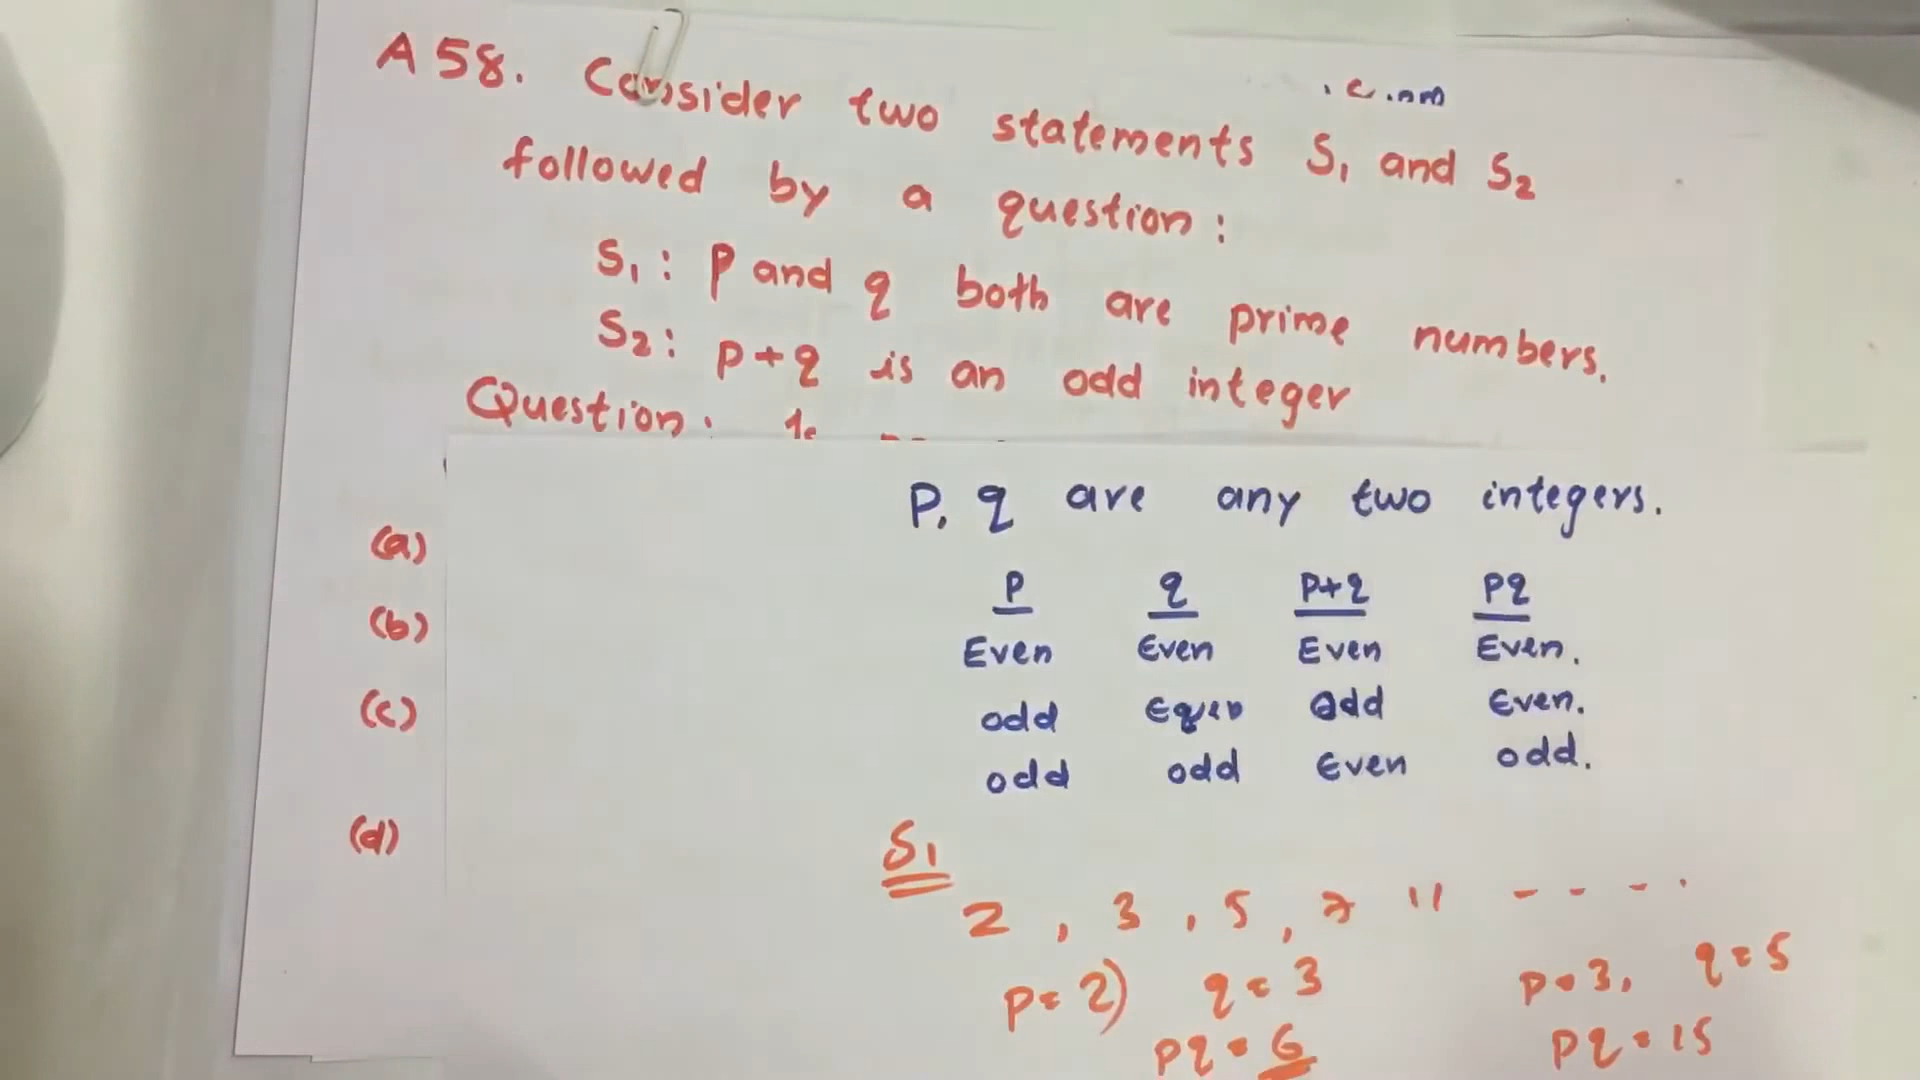 A 58. Consider two statements S₁ and S₂
followed by a question:
S₁: p and q both are prime numbers.
S₂: p+q is an odd integer
Question:
P, q are any two integers.
p q p+q pq
Even Even Even Even.
odd Even odd Even.
odd odd Even odd.
(a)
(b)
(c)
(d)
S₁
2, 3, 5, 7 11 - - - .
p=2) q=3 p=3, q=5
pq=6 pq=15